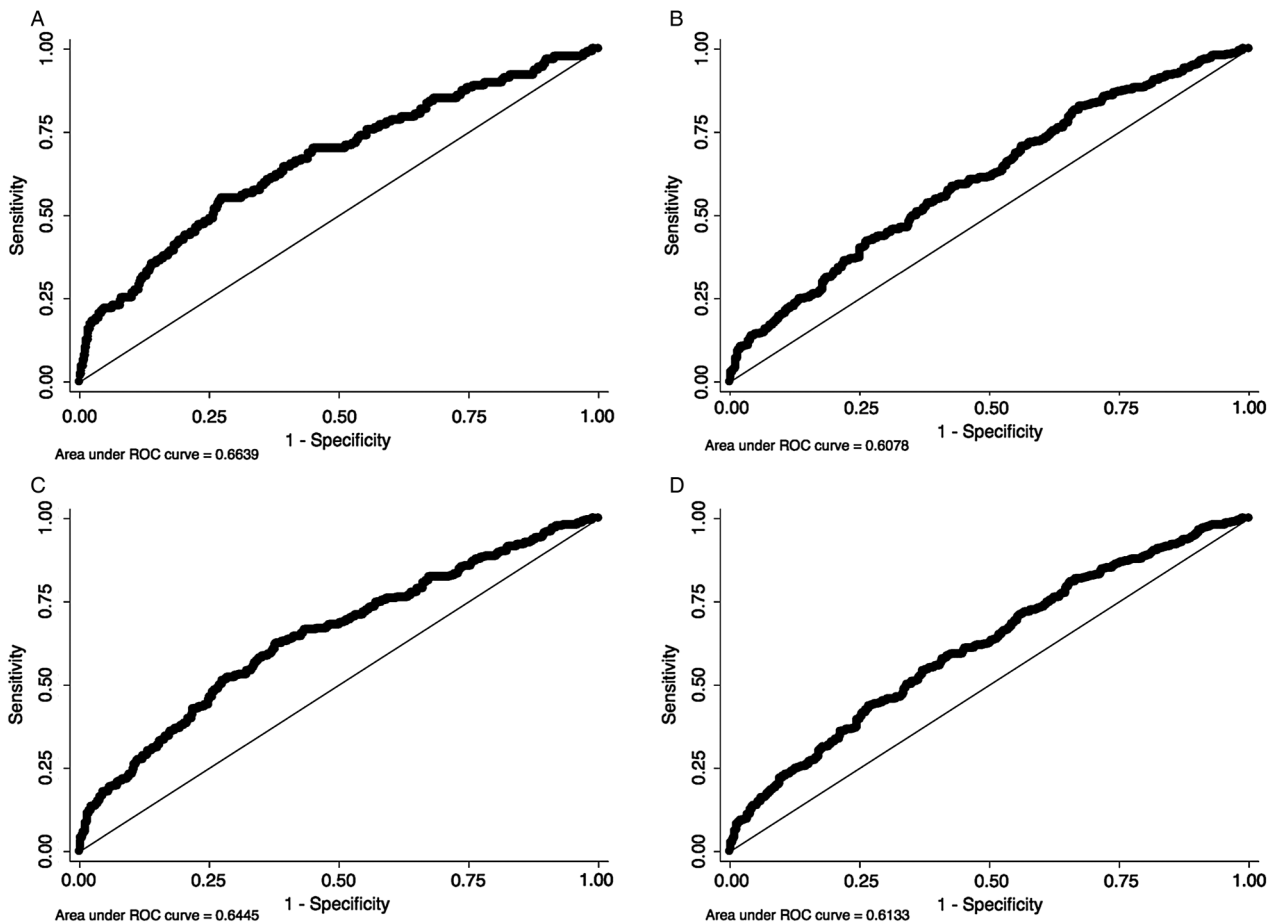 A
1.00
0.75
0.50
0.25
0.00
Sensitivity
0.00 0.25 0.50 0.75 1.00
1 - Specificity
Area under ROC curve = 0.6639
B
1.00
0.75
0.50
0.25
0.00
Sensitivity
0.00 0.25 0.50 0.75 1.00
1 - Specificity
Area under ROC curve = 0.6078
C
1.00
0.75
0.50
0.25
0.00
Sensitivity
0.00 0.25 0.50 0.75 1.00
1 - Specificity
Area under ROC curve = 0.6445
D
1.00
0.75
0.50
0.25
0.00
Sensitivity
0.00 0.25 0.50 0.75 1.00
1 - Specificity
Area under ROC curve = 0.6133